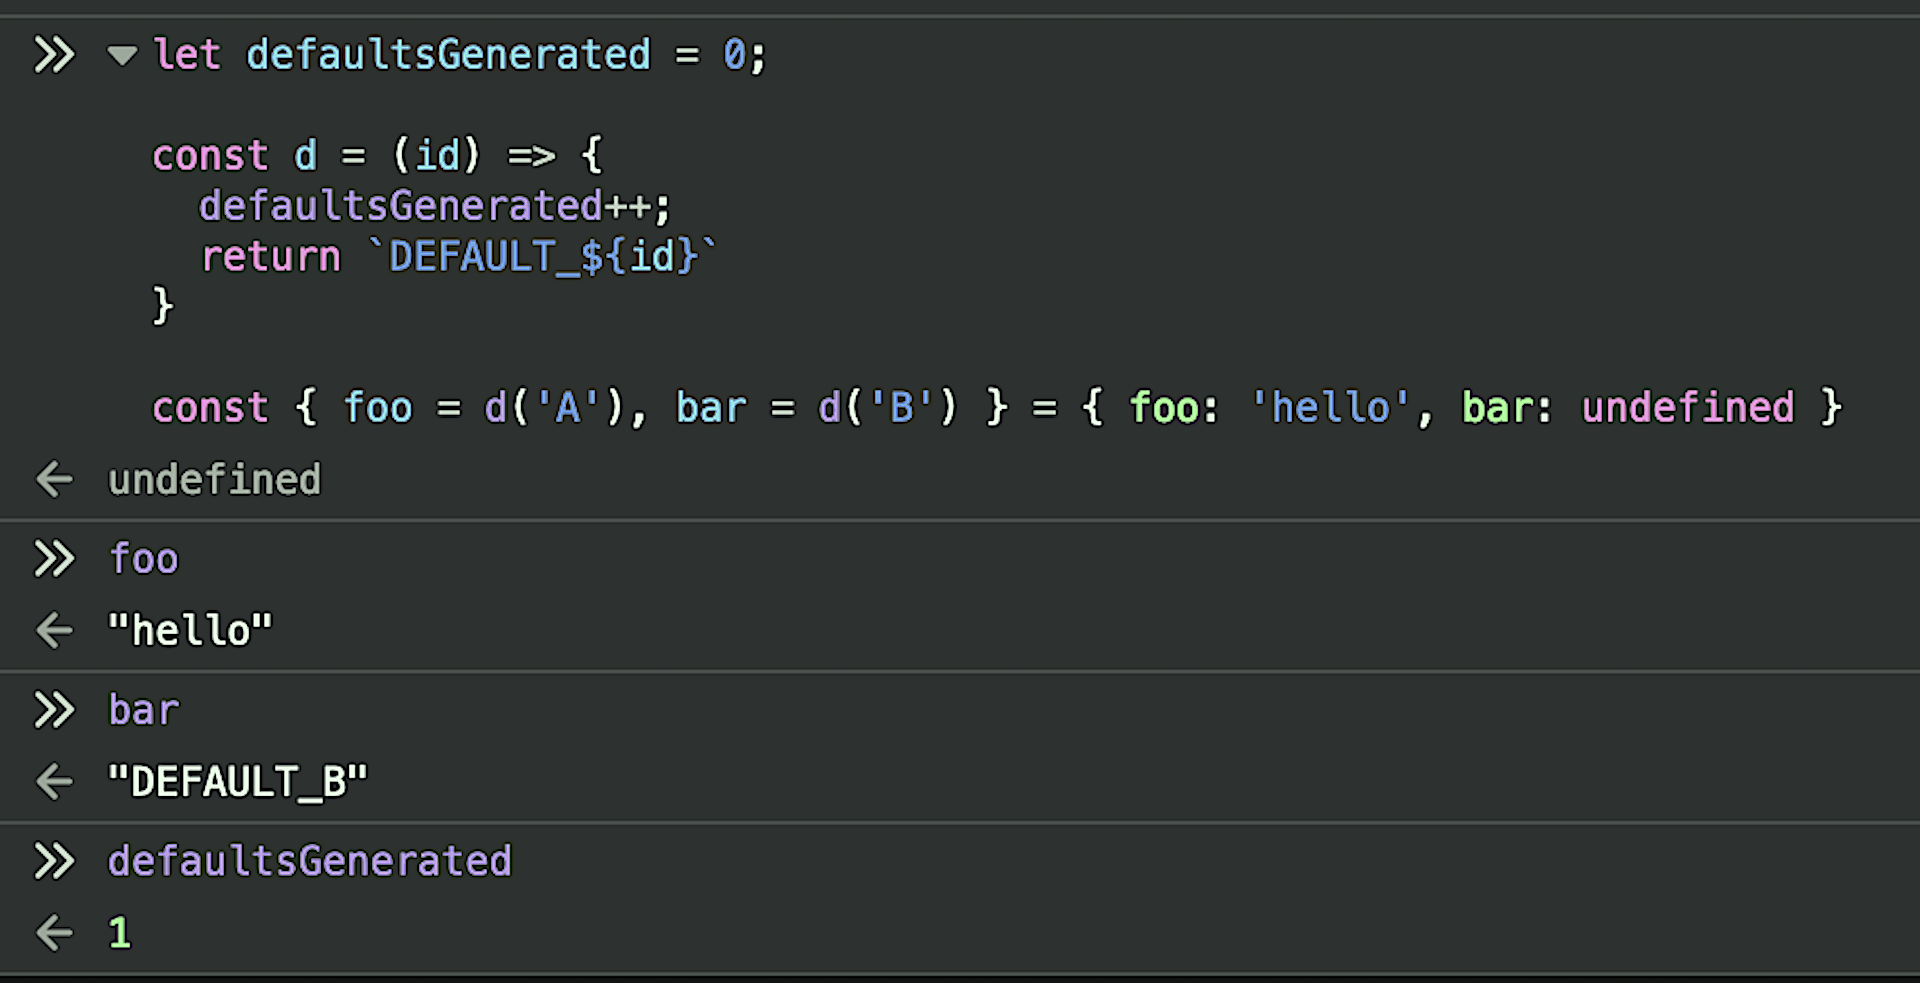 let defaultsGenerated = 0;
const d = (id) => {
defaultsGenerated++;
return `DEFAULT_${id}`
}
const { foo = d('A'), bar = d('B') } = { foo: 'hello', bar: undefined }
undefined
foo
"hello"
bar
"DEFAULT_B"
defaultsGenerated
1